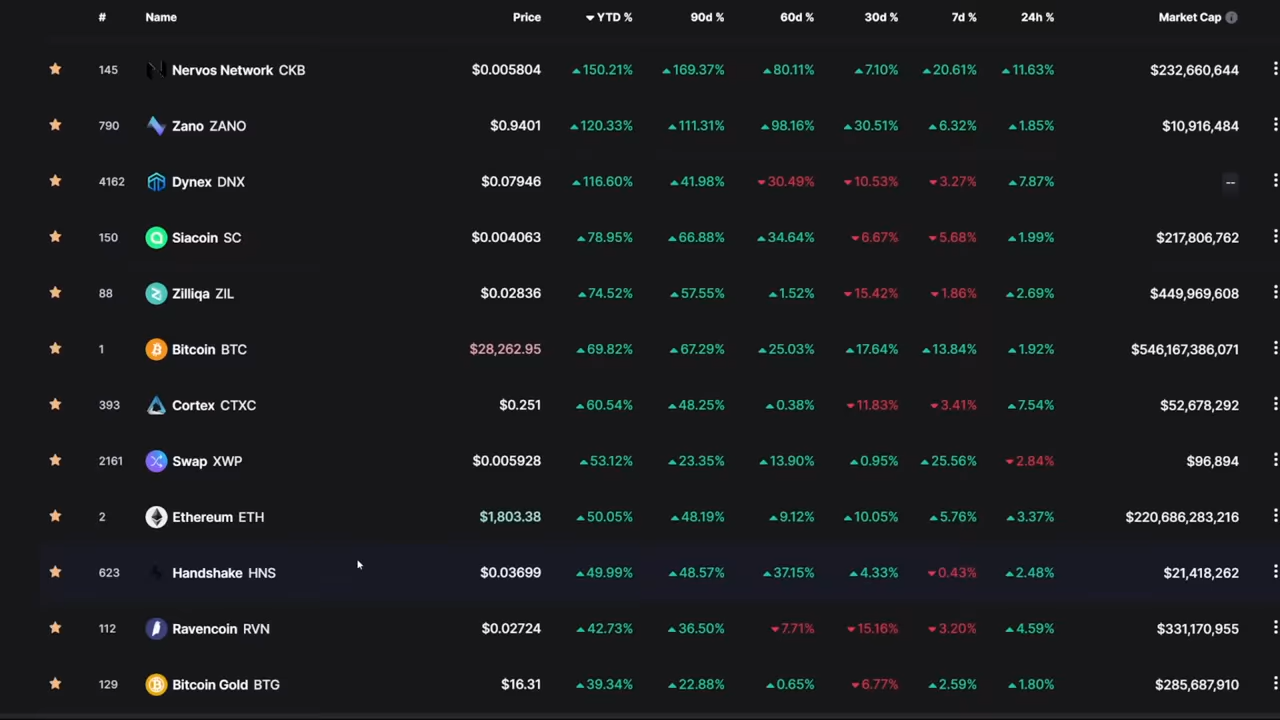 # Name Price YTD % 90d % 60d % 30d % 7d % 24h % Market Cap
145 Nervos Network CKB $0.005804 150.21% 169.37% 80.11% 7.10% 20.61% 11.63% $232,660,644
790 Zano ZANO $0.9401 120.33% 111.31% 98.16% 30.51% 6.32% 1.85% $10,916,484
4162 Dynex DNX $0.07946 116.60% 41.98% 30.49% 10.53% 3.27% 7.87% --
150 Siacoin SC $0.004063 78.95% 66.88% 34.64% 6.67% 5.68% 1.99% $217,806,762
88 Zilliqa ZIL $0.02836 74.52% 57.55% 1.52% 15.42% 1.86% 2.69% $449,969,608
1 Bitcoin BTC $28,262.95 69.82% 67.29% 25.03% 17.64% 13.84% 1.92% $546,167,386,071
393 Cortex CTXC $0.251 60.54% 48.25% 0.38% 11.83% 3.41% 7.54% $52,678,292
2161 Swap XWP $0.005928 53.12% 23.35% 13.90% 0.95% 25.56% 2.84% $96,894
2 Ethereum ETH $1,803.38 50.05% 48.19% 9.12% 10.05% 5.76% 3.37% $220,686,283,216
623 Handshake HNS $0.03699 49.99% 48.57% 37.15% 4.33% 0.43% 2.48% $21,418,262
112 Ravencoin RVN $0.02724 42.73% 36.50% 7.71% 15.16% 3.20% 4.59% $331,170,955
129 Bitcoin Gold BTG $16.31 39.34% 22.88% 0.65% 6.77% 2.59% 1.80% $285,687,910